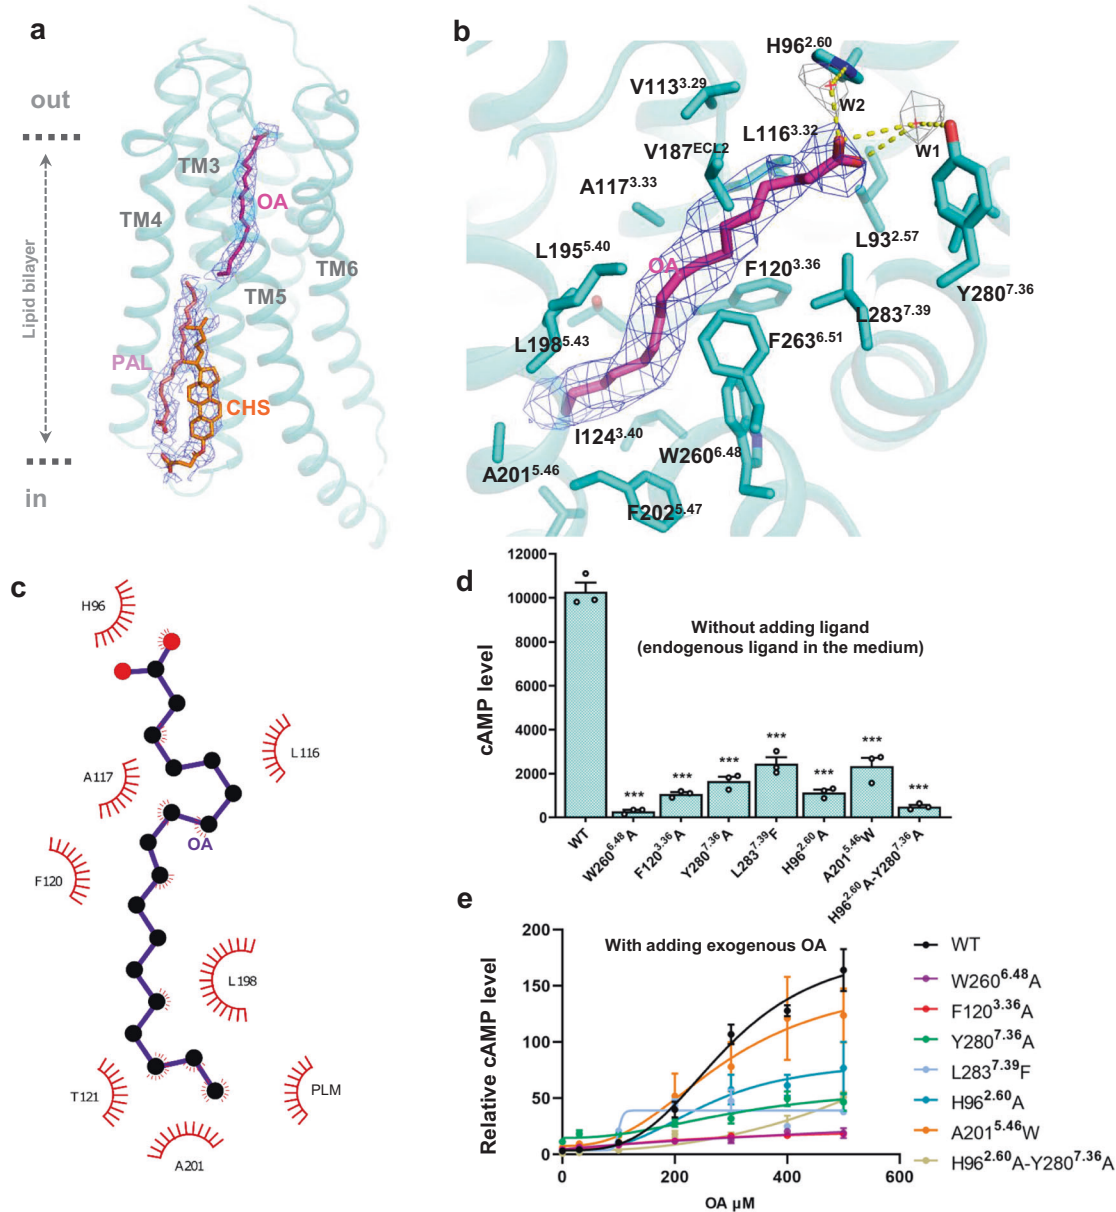 a
out
TM3
OA
TM4
TM6
TM5
Lipid bilayer
PAL
CHS
in
b
H96^2.60
V113^3.29
W2
L116^3.32
W1
V187^ECL2
A117^3.33
L93^2.57
L195^5.40
OA
F120^3.36
Y280^7.36
L283^7.39
L198^5.43
F263^6.51
I124^3.40
W260^6.48
A201^5.46
F202^5.47
c
H96
L116
A117
OA
F120
L198
T121
PLM
A201
d
12000
10000
8000
6000
4000
2000
0
cAMP level
Without adding ligand
(endogenous ligand in the medium)
***
***
***
***
***
***
***
WT
W260^6.48A
F120^3.36A
Y280^7.36A
L283^7.39F
H96^2.60A
A201^5.46W
H96^2.60A-Y280^7.36A
e
200
150
100
50
0
Relative cAMP level
With adding exogenous OA
0
200
400
600
OA μM
WT
W260^6.48A
F120^3.36A
Y280^7.36A
L283^7.39F
H96^2.60A
A201^5.46W
H96^2.60A-Y280^7.36A